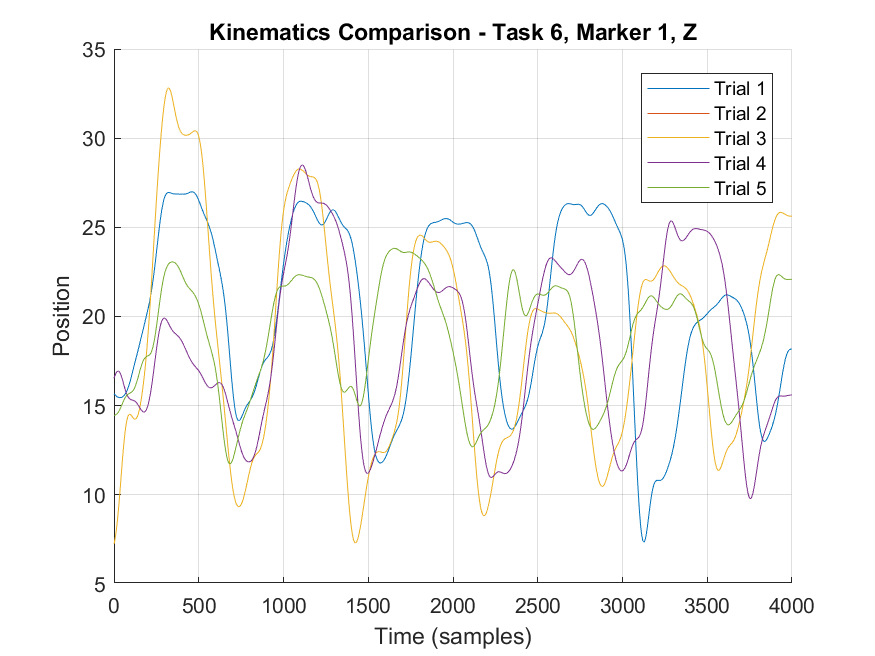 Kinematics Comparison - Task 6, Marker 1, Z
35
30
25
20
15
10
5
Position
Trial 1
Trial 2
Trial 3
Trial 4
Trial 5
0 500 1000 1500 2000 2500 3000 3500 4000
Time (samples)